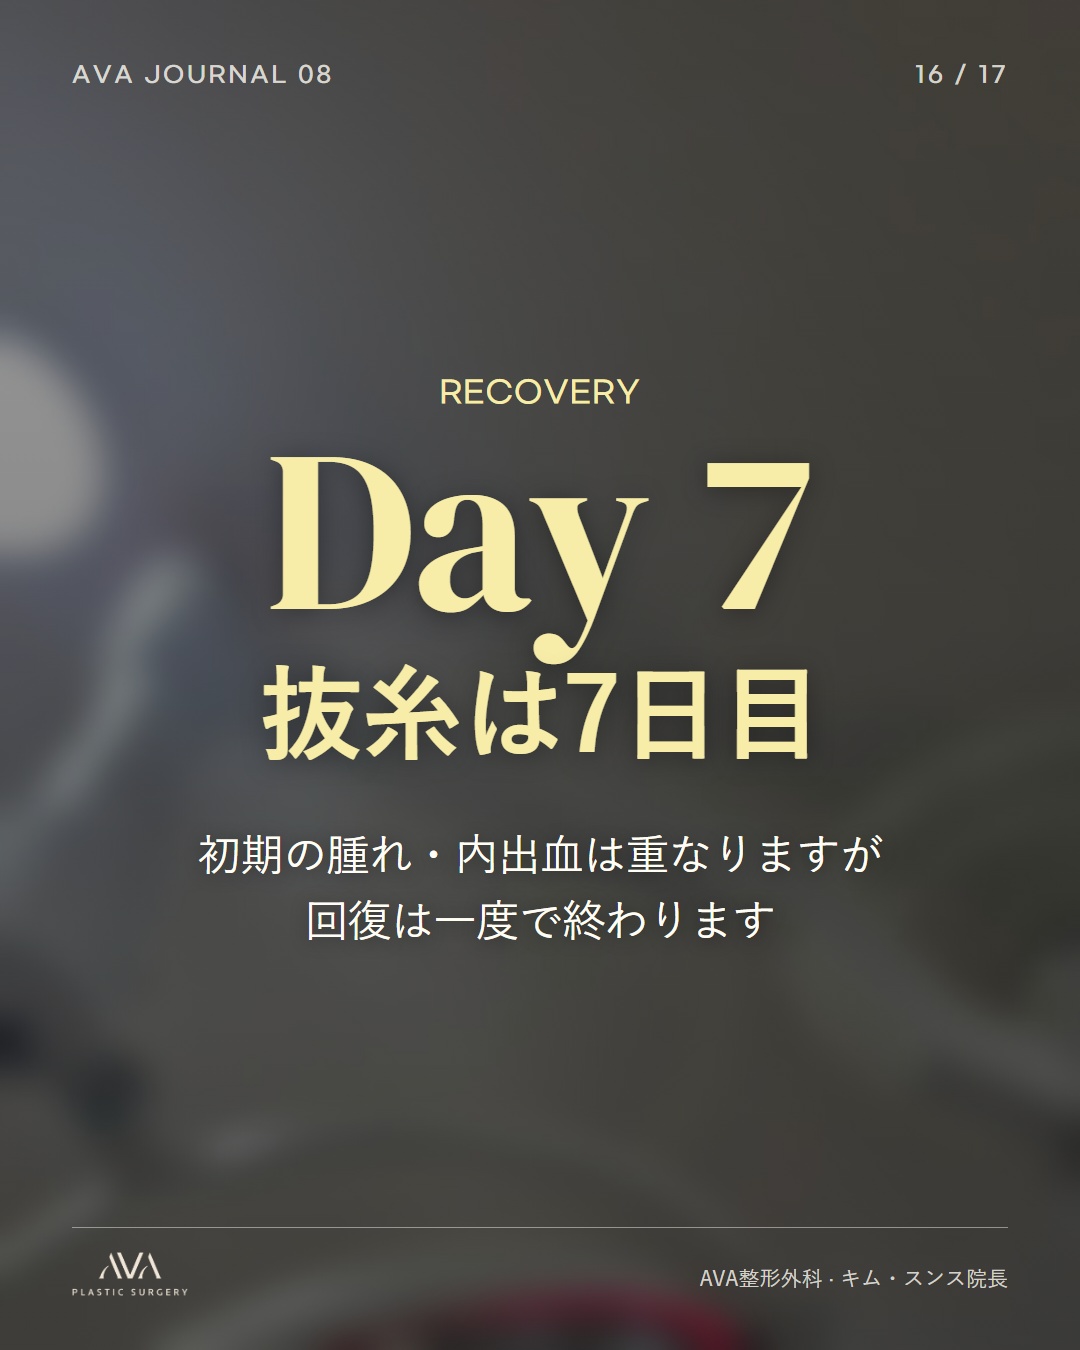 AVA JOURNAL 08
16 / 17
RECOVERY
Day 7
抜糸は7日目
初期の腫れ・内出血は重なりますが
回復は一度で終わります
AVA
PLASTIC SURGERY
AVA整形外科 · キム・スンス院長